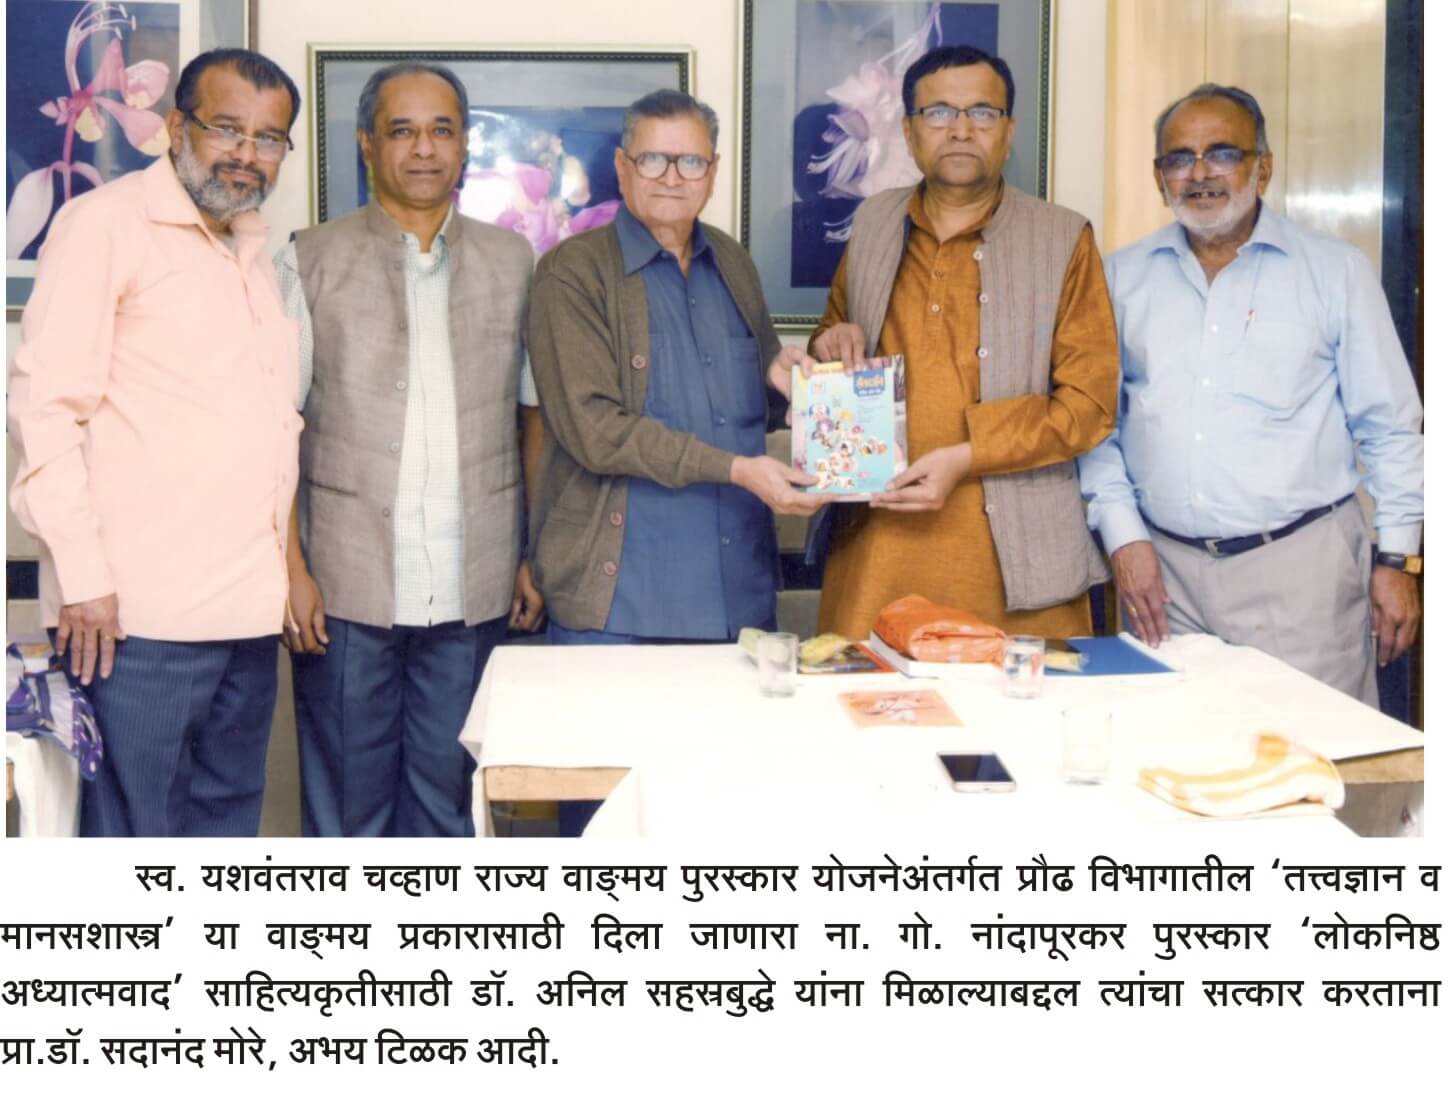 स्व. यशवंतराव चव्हाण राज्य वाङ्मय पुरस्कार योजनेअंतर्गत प्रौढ विभागातील ‘तत्त्वज्ञान व
मानसशास्त्र’ या वाङ्मय प्रकारासाठी दिला जाणारा ना. गो. नांदापूरकर पुरस्कार ‘लोकनिष्ठ
अध्यात्मवाद’ साहित्यकृतीसाठी डॉ. अनिल सहस्रबुद्धे यांना मिळाल्याबद्दल त्यांचा सत्कार करताना
प्रा.डॉ. सदानंद मोरे, अभय टिळक आदी.